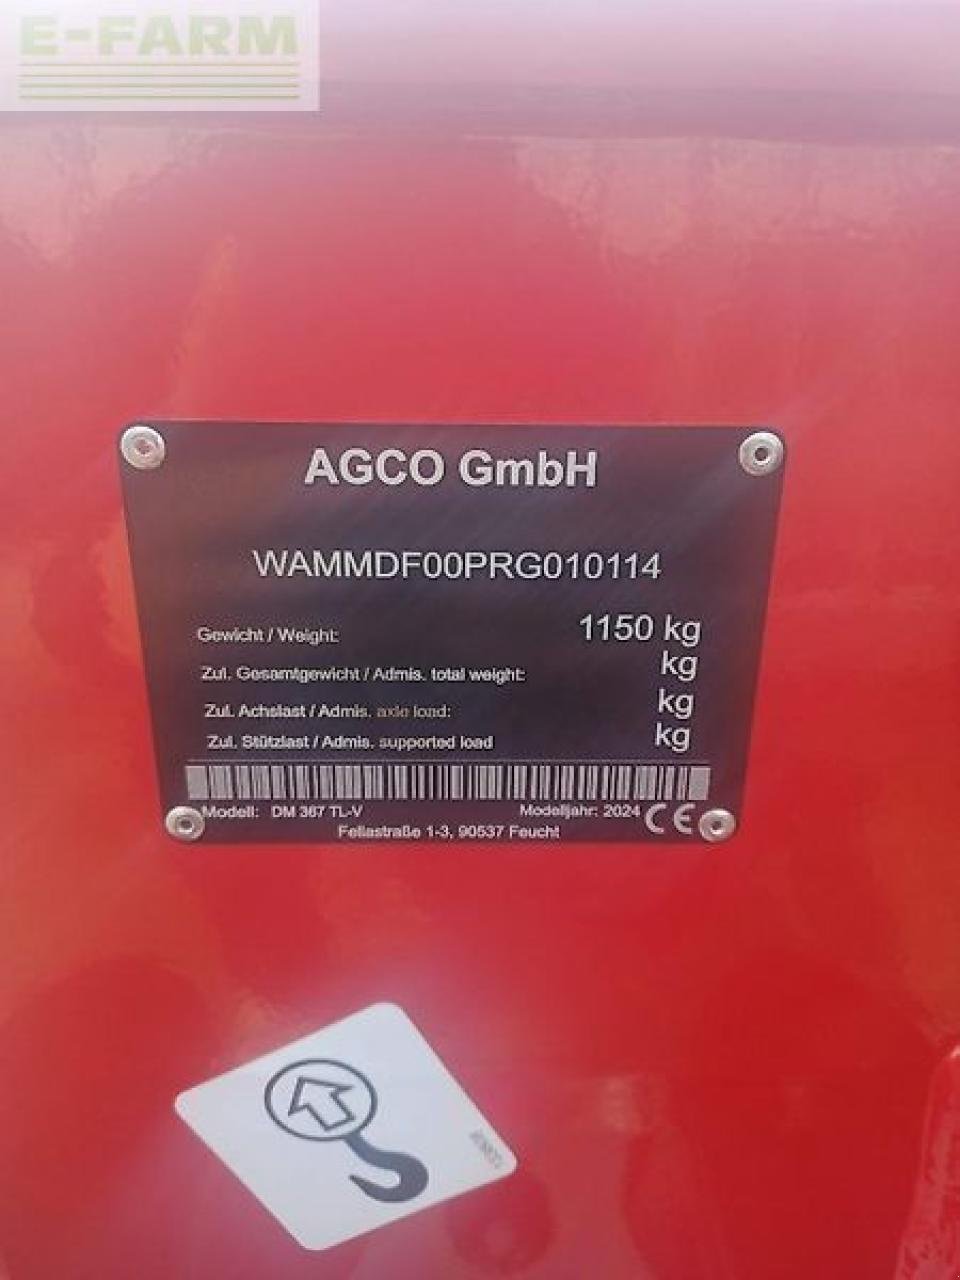 E-FARM
AGCO GmbH
WAMMDF00PRG010114
Gewicht / Weight: 1150 kg
Zul. Gesamtgewicht / Admis. total weight: kg
Zul. Achslast / Admis. axle load: kg
Zul. Stützlast / Admis. supported load kg
Modell: DM 367 TL-V Modelljahr: 2024 CE
Fellastraße 1-3, 90537 Feucht